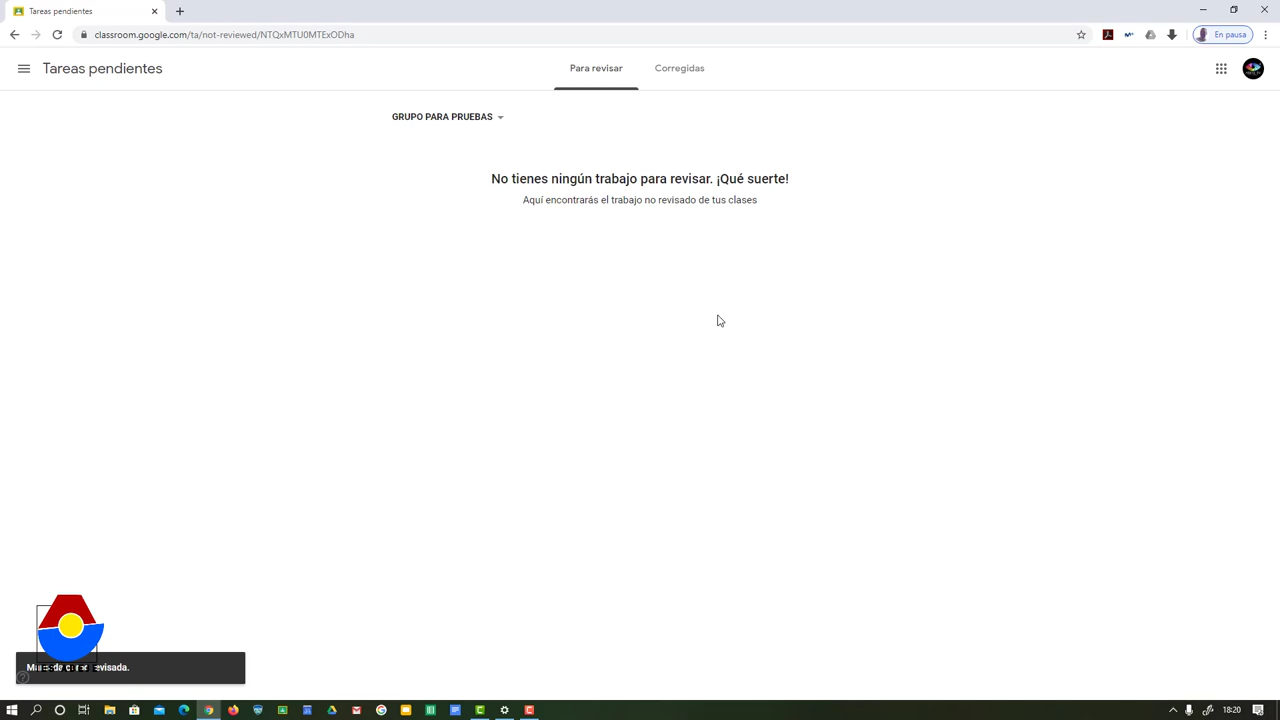 Tareas pendientes
classroom.google.com/ta/not-reviewed/NTQxMTU0MTExODha
En pausa
Tareas pendientes
Para revisar
Corregidas
GRUPO PARA PRUEBAS
No tienes ningún trabajo para revisar. ¡Qué suerte!
Aquí encontrarás el trabajo no revisado de tus clases
revisada.
18:20